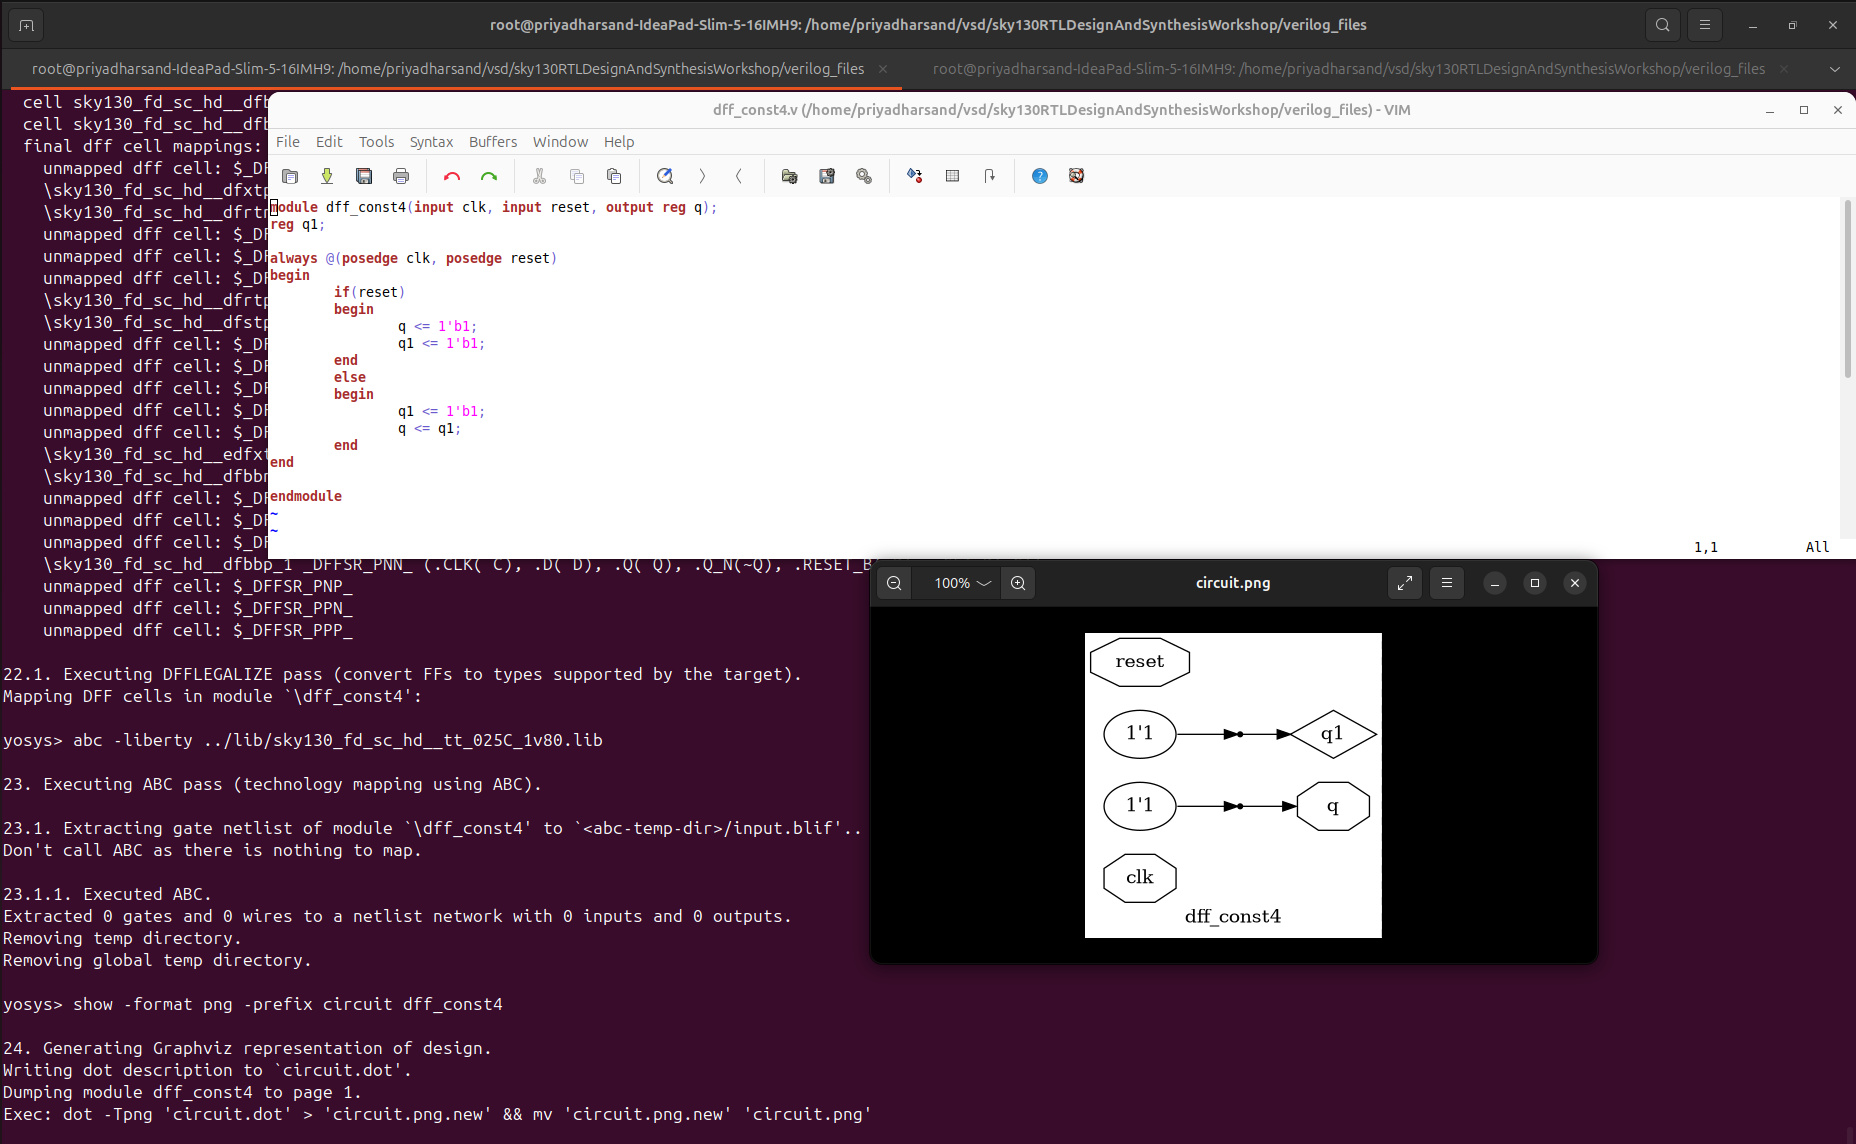 root@priyadharsand-IdeaPad-Slim-5-16IMH9: /home/priyadharsand/vsd/sky130RTLDesignAndSynthesisWorkshop/verilog_files
root@priyadharsand-IdeaPad-Slim-5-16IMH9: /home/priyadharsand/vsd/sky130RTLDesignAndSynthesisWorkshop/verilog_files
root@priyadharsand-IdeaPad-Slim-5-16IMH9: /home/priyadharsand/vsd/sky130RTLDesignAndSynthesisWorkshop/verilog_files
cell sky130_fd_sc_hd__dfb
cell sky130_fd_sc_hd__dfb
final dff cell mappings:
unmapped dff cell: $_DF
\sky130_fd_sc_hd__dfxtp
\sky130_fd_sc_hd__dfrtn
unmapped dff cell: $_DF
unmapped dff cell: $_DF
unmapped dff cell: $_DF
\sky130_fd_sc_hd__dfrtp
\sky130_fd_sc_hd__dfstp
unmapped dff cell: $_DF
unmapped dff cell: $_DF
unmapped dff cell: $_DF
unmapped dff cell: $_DF
unmapped dff cell: $_DF
\sky130_fd_sc_hd__edfxt
\sky130_fd_sc_hd__dfbbn
unmapped dff cell: $_DF
unmapped dff cell: $_DF
unmapped dff cell: $_DF
\sky130_fd_sc_hd__dfbbp_1 _DFFSR_PNN_ (.CLK( C), .D( D), .Q( Q), .Q_N(~Q), .RESET_B
unmapped dff cell: $_DFFSR_PNP_
unmapped dff cell: $_DFFSR_PPN_
unmapped dff cell: $_DFFSR_PPP_
22.1. Executing DFFLEGALIZE pass (convert FFs to types supported by the target).
Mapping DFF cells in module `\dff_const4':
yosys> abc -liberty ../lib/sky130_fd_sc_hd__tt_025C_1v80.lib
23. Executing ABC pass (technology mapping using ABC).
23.1. Extracting gate netlist of module `\dff_const4' to `<abc-temp-dir>/input.blif'..
Don't call ABC as there is nothing to map.
23.1.1. Executed ABC.
Extracted 0 gates and 0 wires to a netlist network with 0 inputs and 0 outputs.
Removing temp directory.
Removing global temp directory.
yosys> show -format png -prefix circuit dff_const4
24. Generating Graphviz representation of design.
Writing dot description to `circuit.dot'.
Dumping module dff_const4 to page 1.
Exec: dot -Tpng 'circuit.dot' > 'circuit.png.new' && mv 'circuit.png.new' 'circuit.png'
dff_const4.v (/home/priyadharsand/vsd/sky130RTLDesignAndSynthesisWorkshop/verilog_files) - VIM
File Edit Tools Syntax Buffers Window Help
module dff_const4(input clk, input reset, output reg q);
reg q1;
always @(posedge clk, posedge reset)
begin
if(reset)
begin
q <= 1'b1;
q1 <= 1'b1;
end
else
begin
q1 <= 1'b1;
q <= q1;
end
end
endmodule
~
~
1,1 All
100% circuit.png
reset
1'1 q1
1'1 q
clk
dff_const4